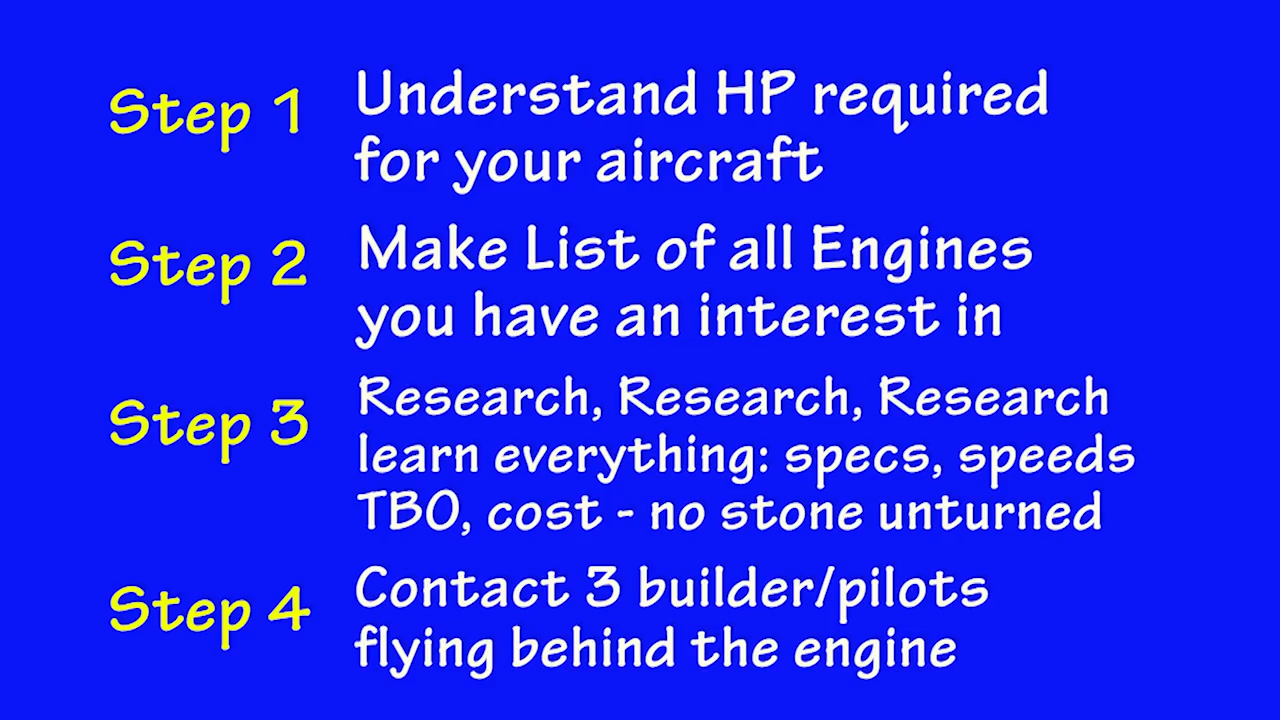 Step 1
Understand HP required
for your aircraft
Step 2
Make List of all Engines
you have an interest in
Step 3
Research, Research, Research
learn everything: specs, speeds
TBO, cost - no stone unturned
Step 4
Contact 3 builder/pilots
flying behind the engine